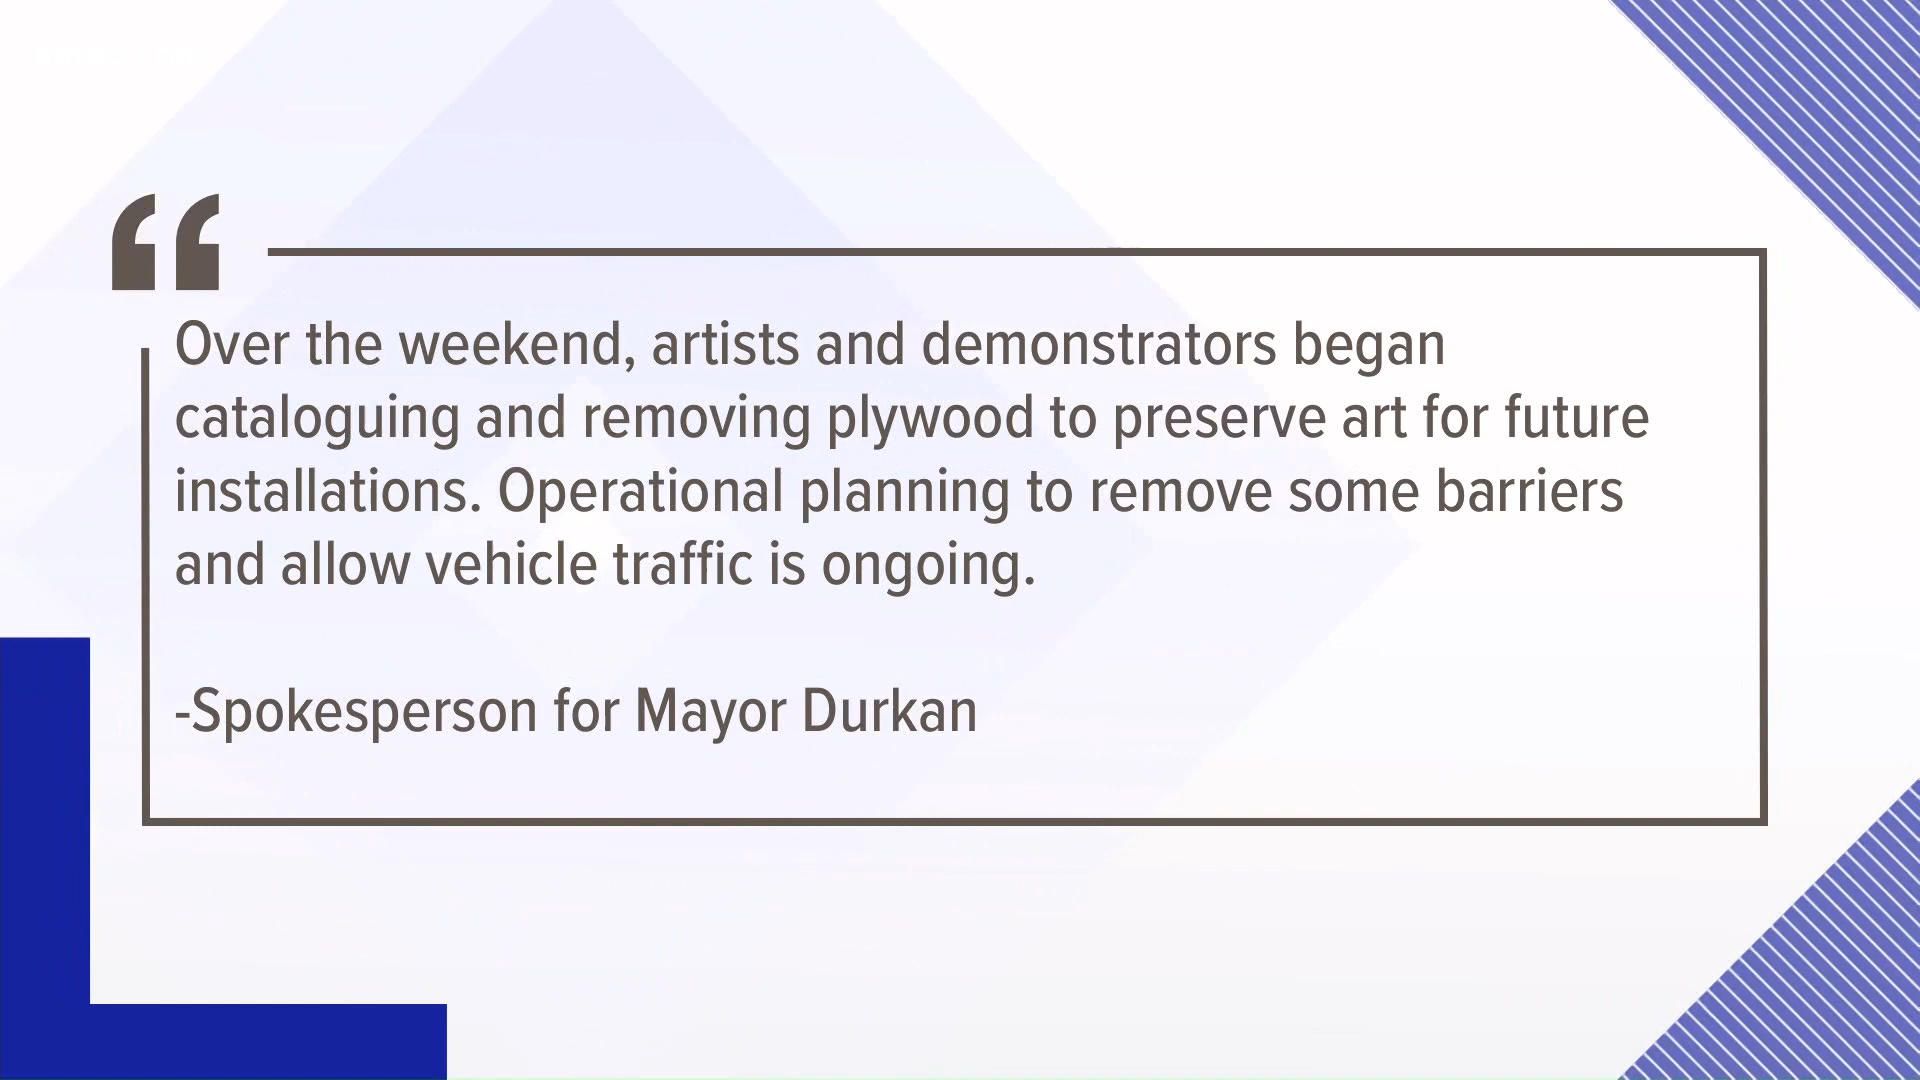 “
Over the weekend, artists and demonstrators began
cataloguing and removing plywood to preserve art for future
installations. Operational planning to remove some barriers
and allow vehicle traffic is ongoing.
-Spokesperson for Mayor Durkan